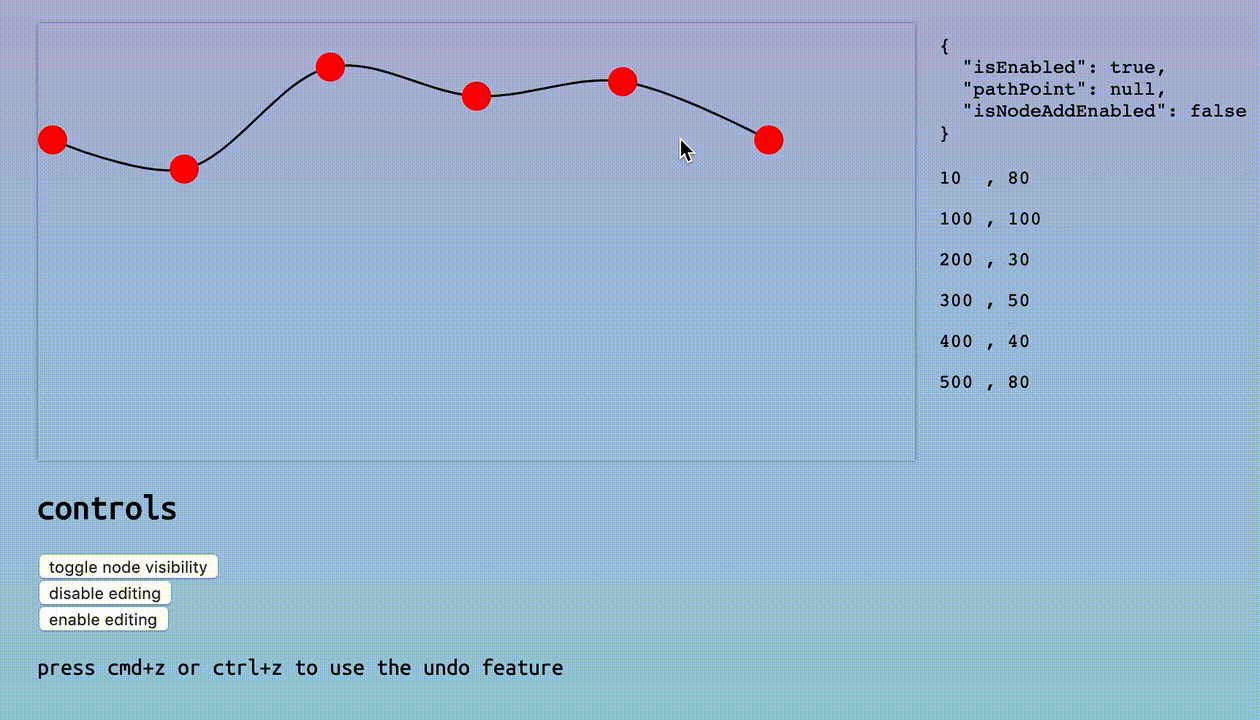 {
  "isEnabled": true,
  "pathPoint": null,
  "isNodeAddEnabled": false
}
10  , 80
100 , 100
200 , 30
300 , 50
400 , 40
500 , 80
controls
toggle node visibility
disable editing
enable editing
press cmd+z or ctrl+z to use the undo feature